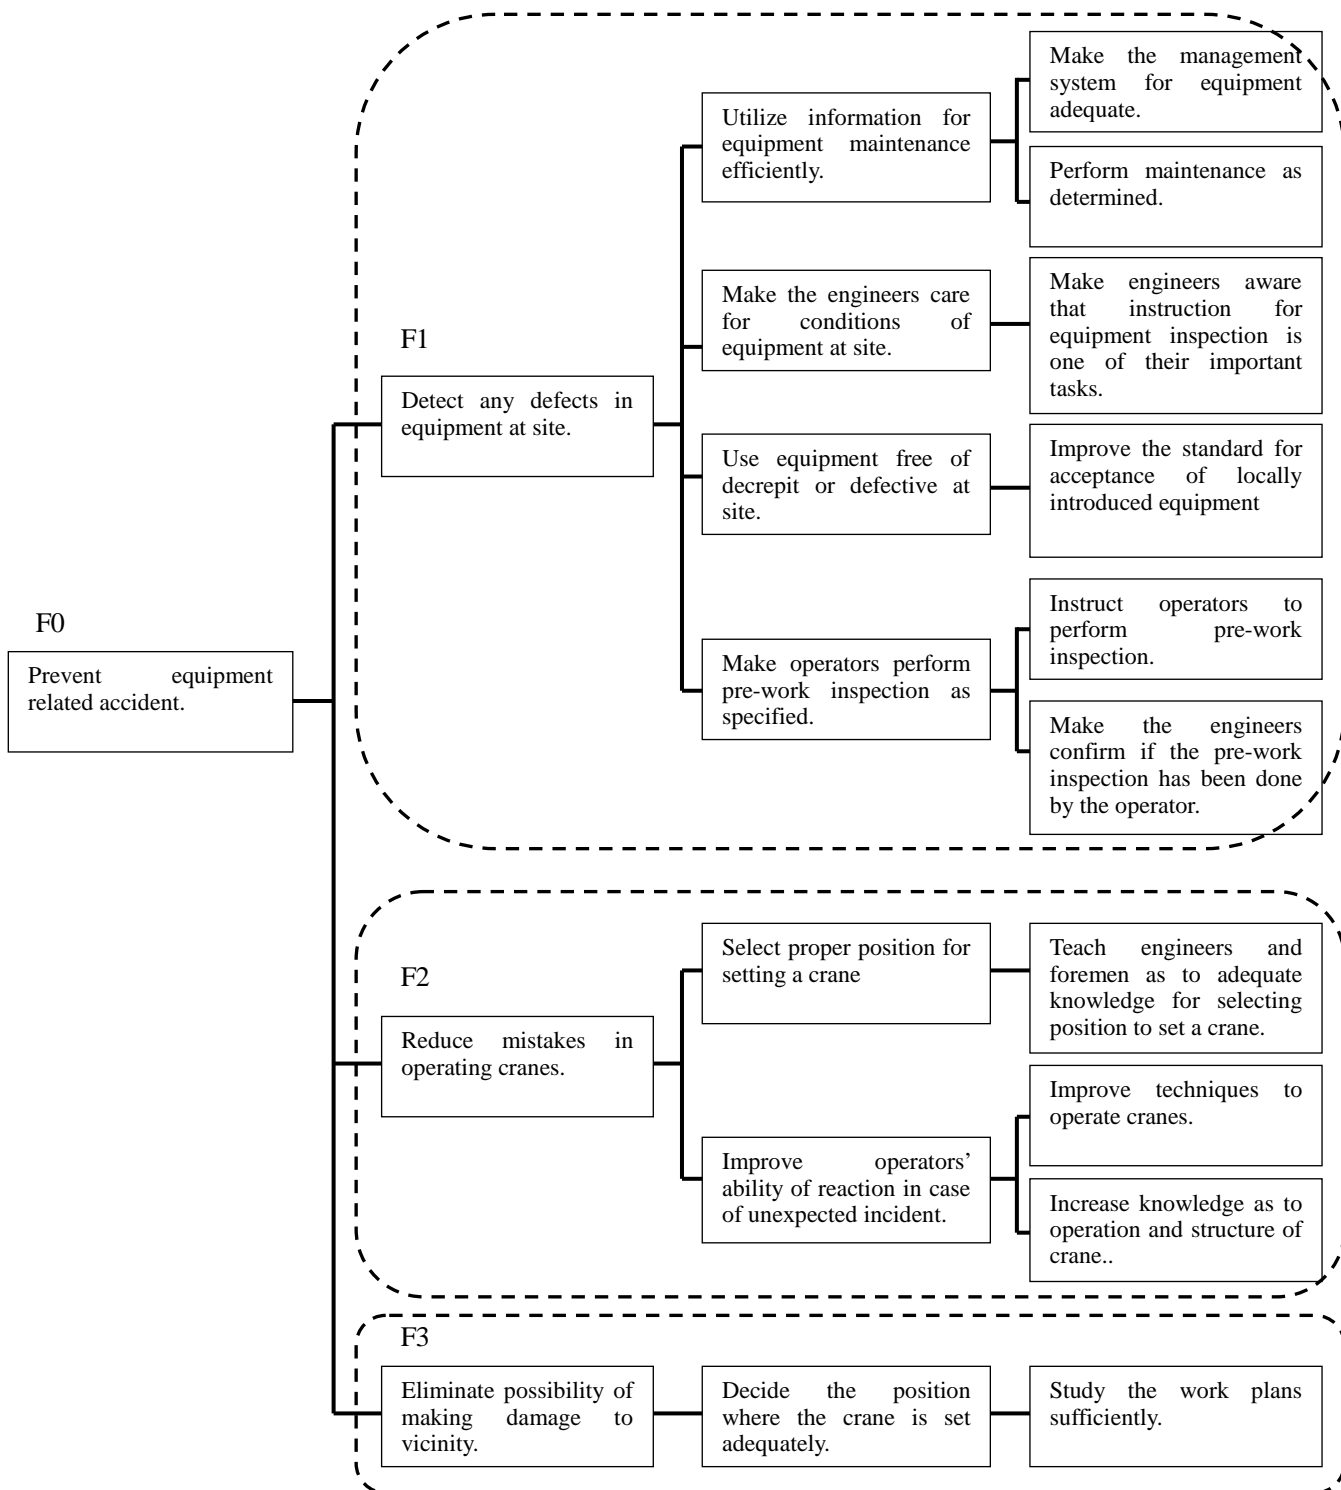 F0
Prevent equipment
related accident.
F1
Detect any defects in
equipment at site.
Utilize information for
equipment maintenance
efficiently.
Make the management
system for equipment
adequate.
Perform maintenance as
determined.
Make the engineers care
for conditions of
equipment at site.
Make engineers aware
that instruction for
equipment inspection is
one of their important
tasks.
Use equipment free of
decrepit or defective at
site.
Improve the standard for
acceptance of locally
introduced equipment
Make operators perform
pre-work inspection as
specified.
Instruct operators to
perform pre-work
inspection.
Make the engineers
confirm if the pre-work
inspection has been done
by the operator.
F2
Reduce mistakes in
operating cranes.
Select proper position for
setting a crane
Teach engineers and
foremen as to adequate
knowledge for selecting
position to set a crane.
Improve operators’
ability of reaction in case
of unexpected incident.
Improve techniques to
operate cranes.
Increase knowledge as to
operation and structure of
crane..
F3
Eliminate possibility of
making damage to
vicinity.
Decide the position
where the crane is set
adequately.
Study the work plans
sufficiently.